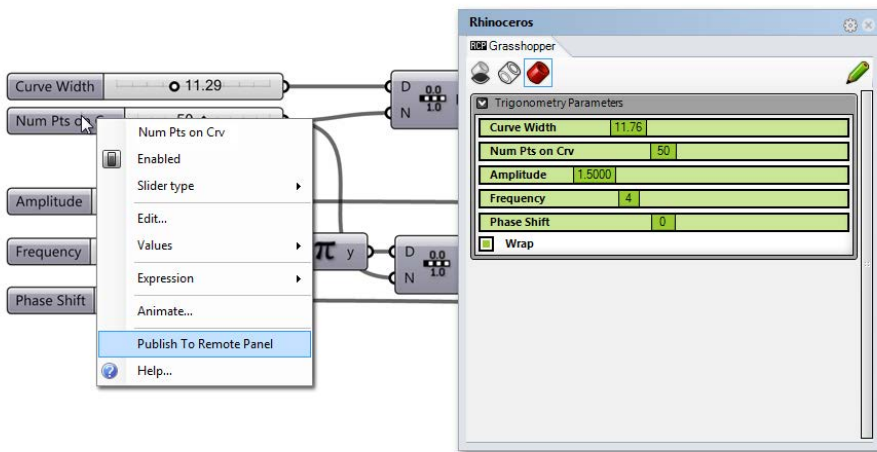 Curve Width 11.29
D 0.0 1.0
N
Num Pts on
Num Pts on Crv
Enabled
Slider type
Edit...
Values
Expression
Animate...
Publish To Remote Panel
Help...
Amplitude
Frequency
π y
D 0.0 1.0
N
Phase Shift
Rhinoceros
RCP Grasshopper
Trigonometry Parameters
Curve Width 11.76
Num Pts on Crv 50
Amplitude 1.5000
Frequency 4
Phase Shift 0
Wrap